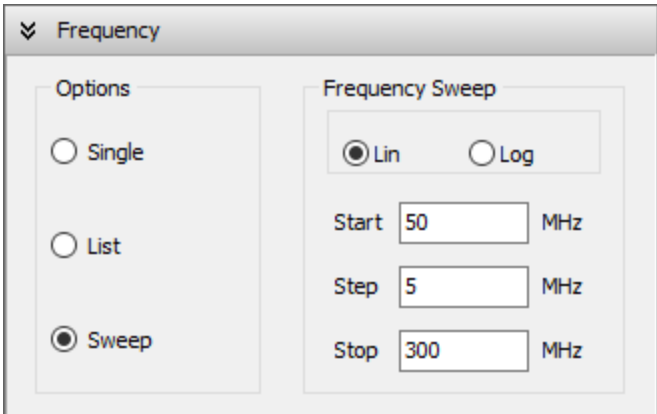 Frequency
Options
Single
List
Sweep
Frequency Sweep
Lin Log
Start 50 MHz
Step 5 MHz
Stop 300 MHz